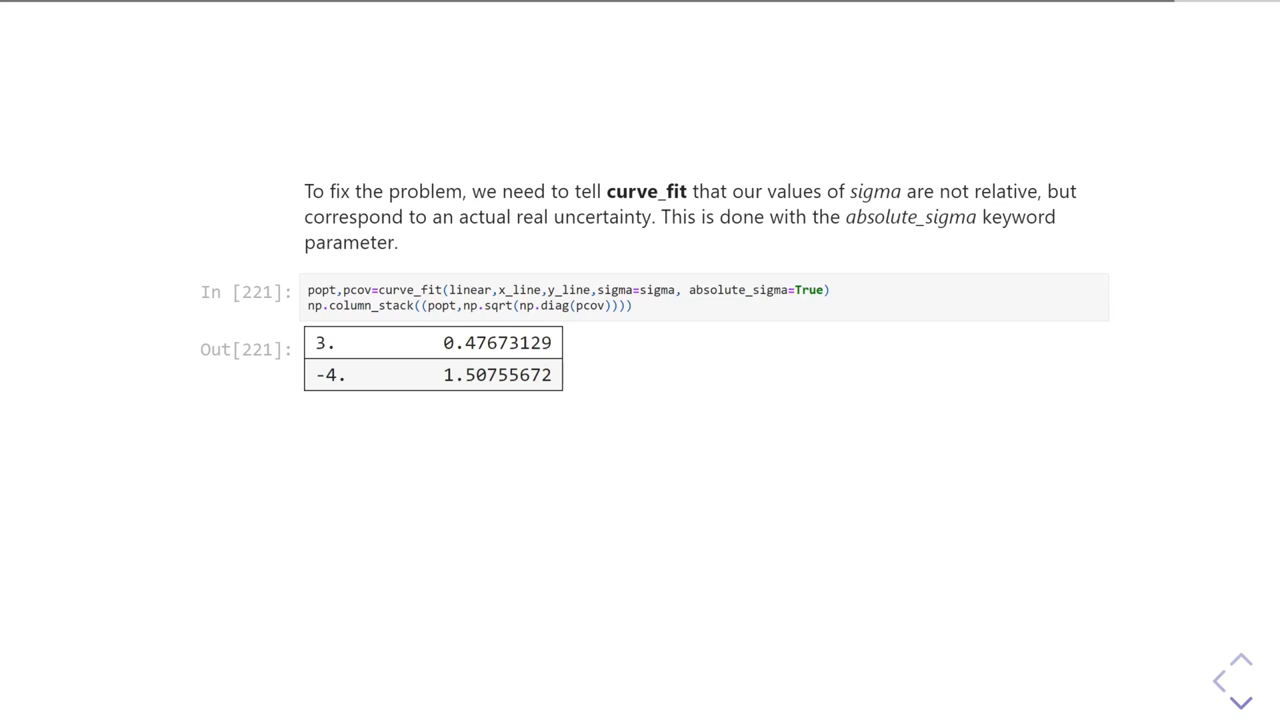 To fix the problem, we need to tell curve_fit that our values of sigma are not relative, but
correspond to an actual real uncertainty. This is done with the absolute_sigma keyword
parameter.
In [221]:
popt,pcov=curve_fit(linear,x_line,y_line,sigma=sigma, absolute_sigma=True)
np.column_stack((popt,np.sqrt(np.diag(pcov))))
Out[221]:
3. 0.47673129
-4. 1.50755672